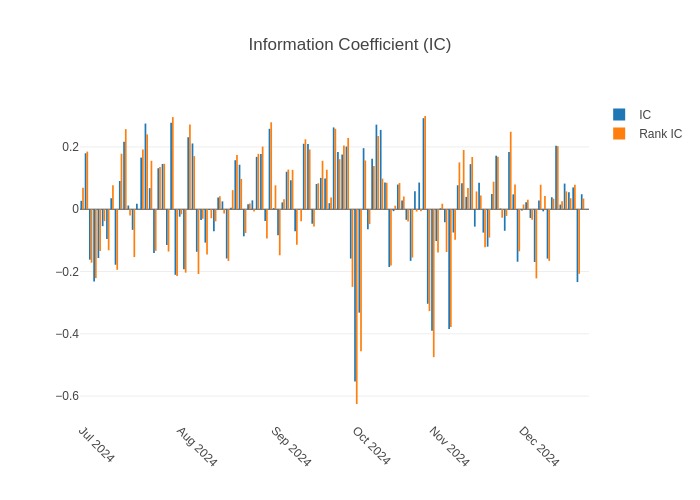 Information Coefficient (IC)
IC
Rank IC
0.2
0
−0.2
−0.4
−0.6
Jul 2024
Aug 2024
Sep 2024
Oct 2024
Nov 2024
Dec 2024